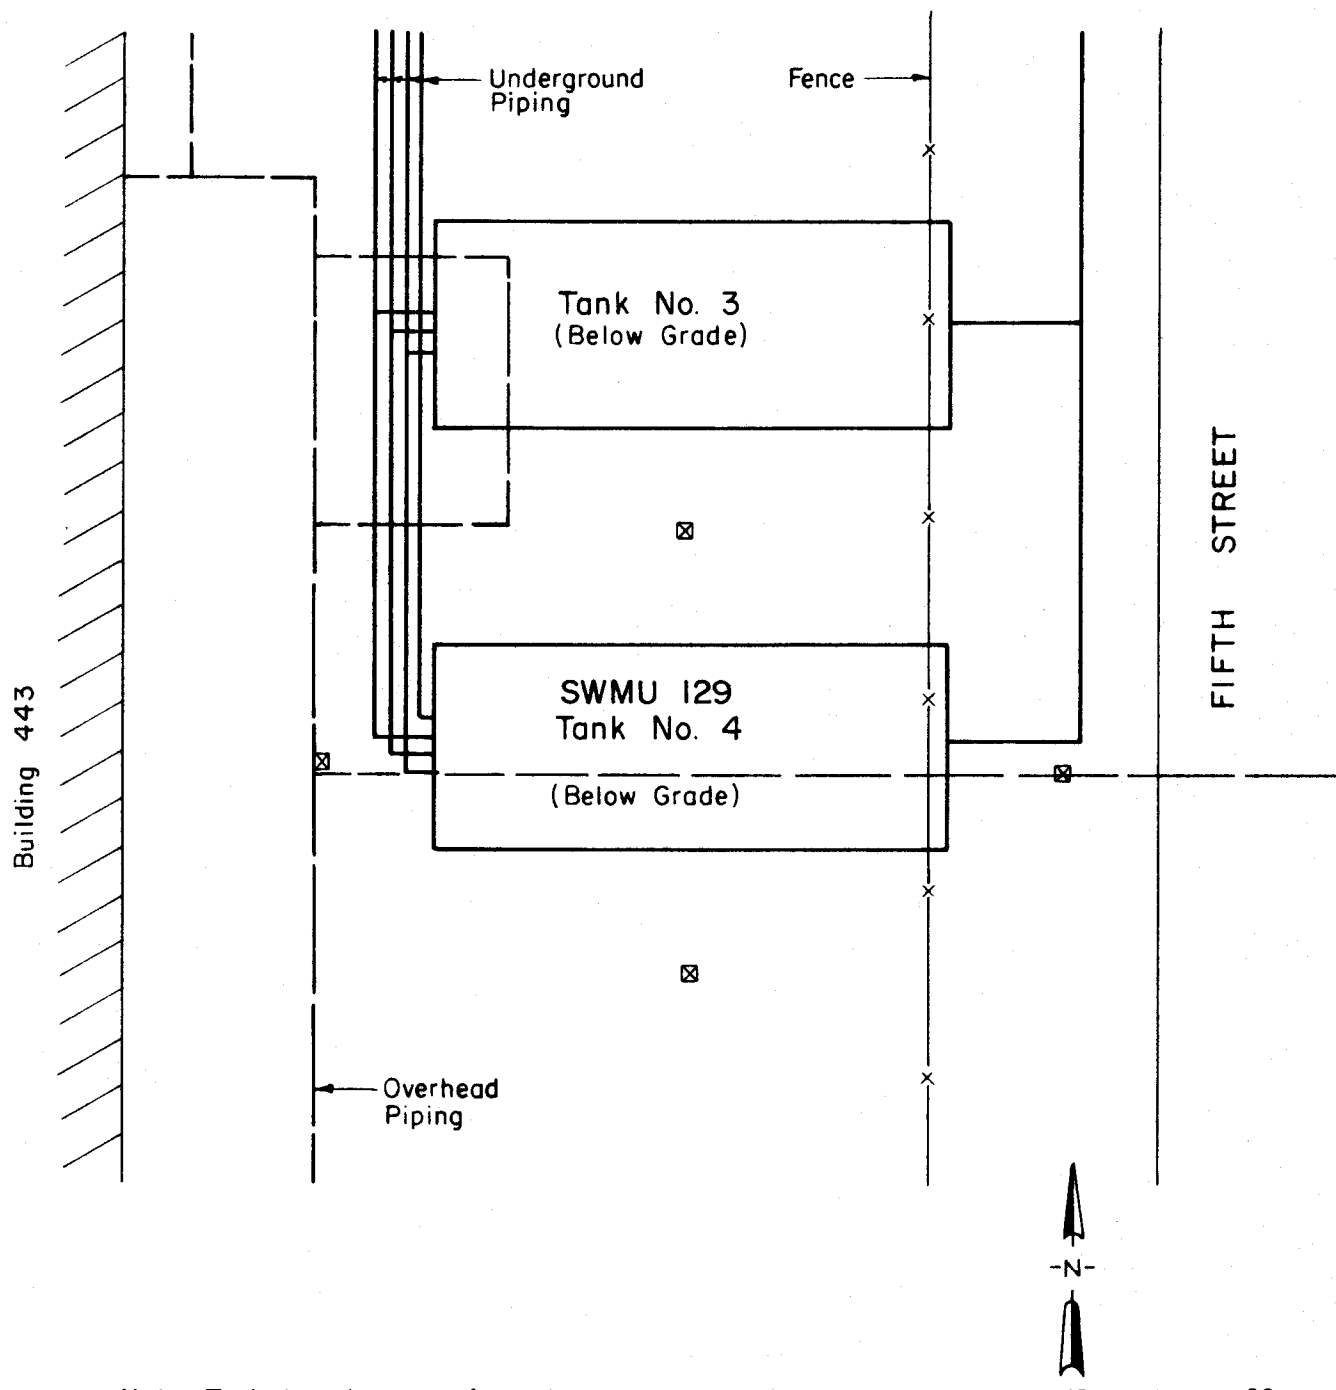 Underground
Piping
Fence
Tank No. 3
(Below Grade)
FIFTH STREET
SWMU 129
Tank No. 4
(Below Grade)
Building 443
Overhead
Piping
-N-